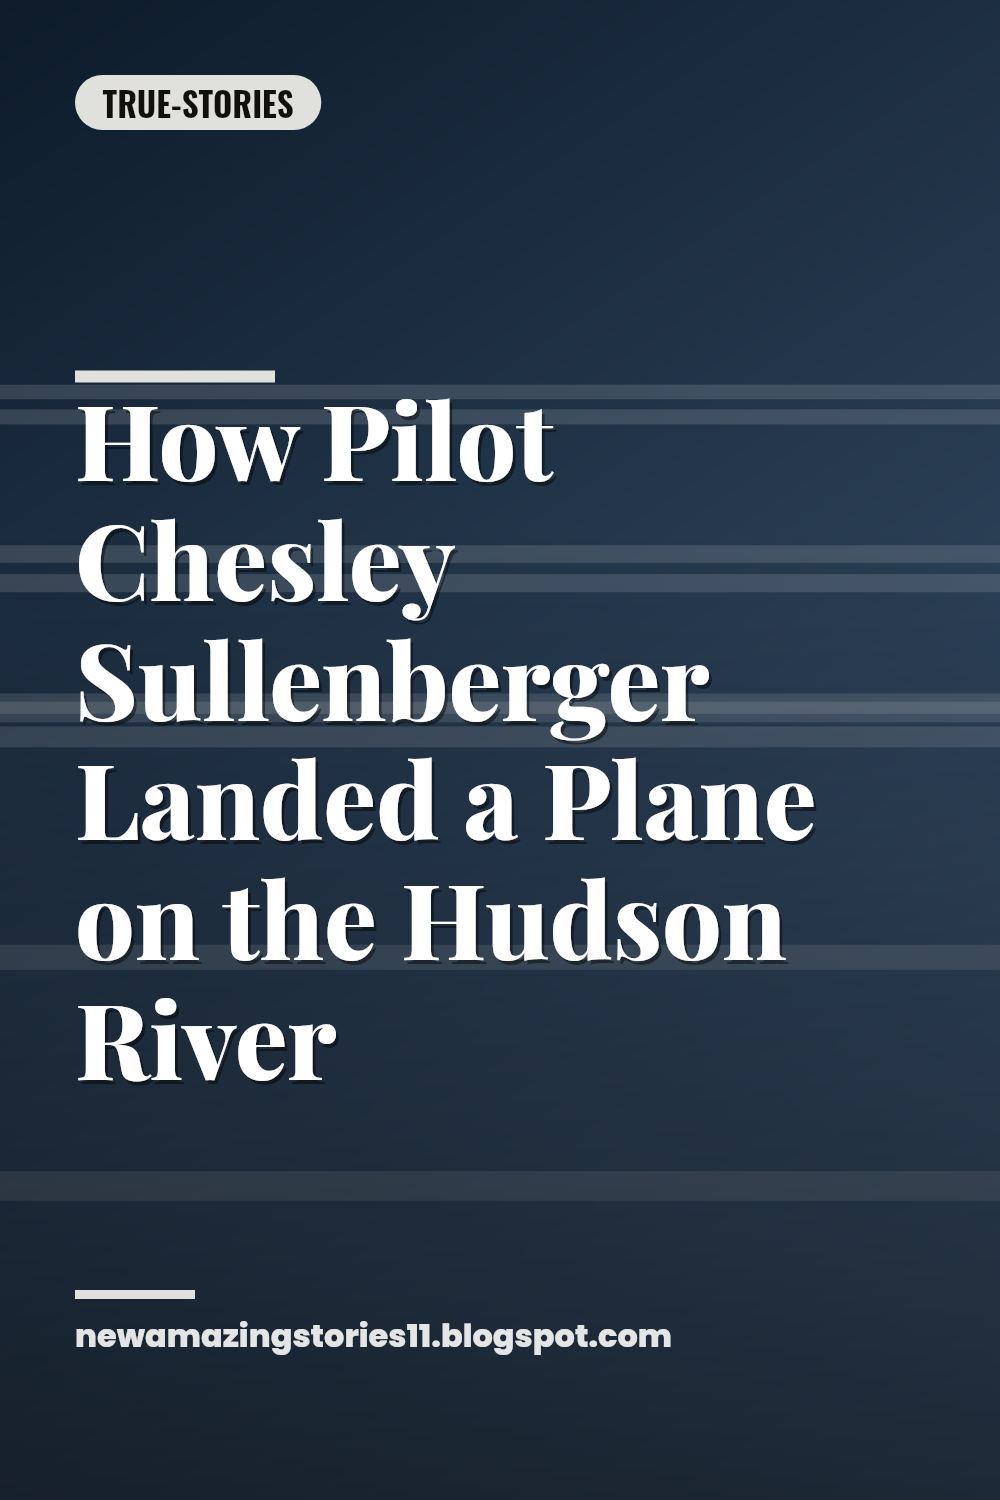 TRUE-STORIES
How Pilot
Chesley
Sullenberger
Landed a Plane
on the Hudson
River
newamazingstories11.blogspot.com